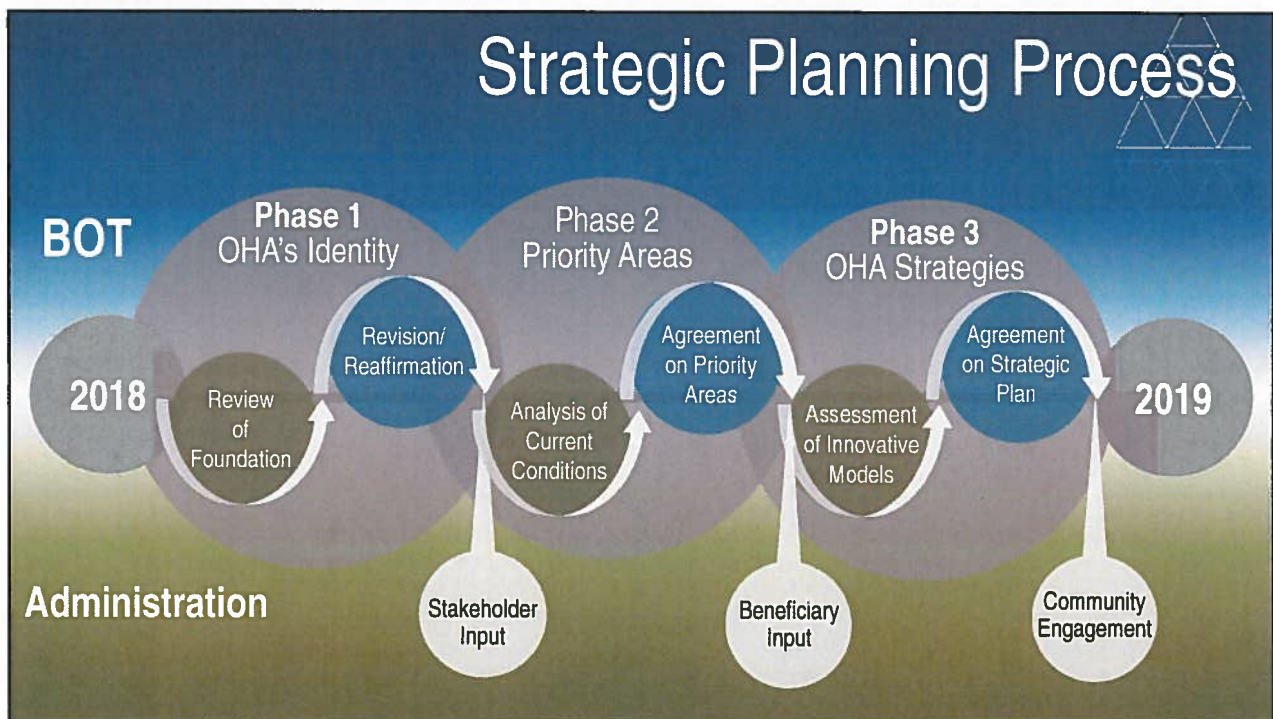 Strategic Planning Process
BOT
Phase 1
OHA's Identity
Phase 2
Priority Areas
Phase 3
OHA Strategies
2018
Review
of
Foundation
Revision/
Reaffirmation
Analysis of
Current
Conditions
Agreement
on Priority
Areas
Assessment
of Innovative
Models
Agreement
on Strategic
Plan
2019
Administration
Stakeholder
Input
Beneficiary
Input
Community
Engagement